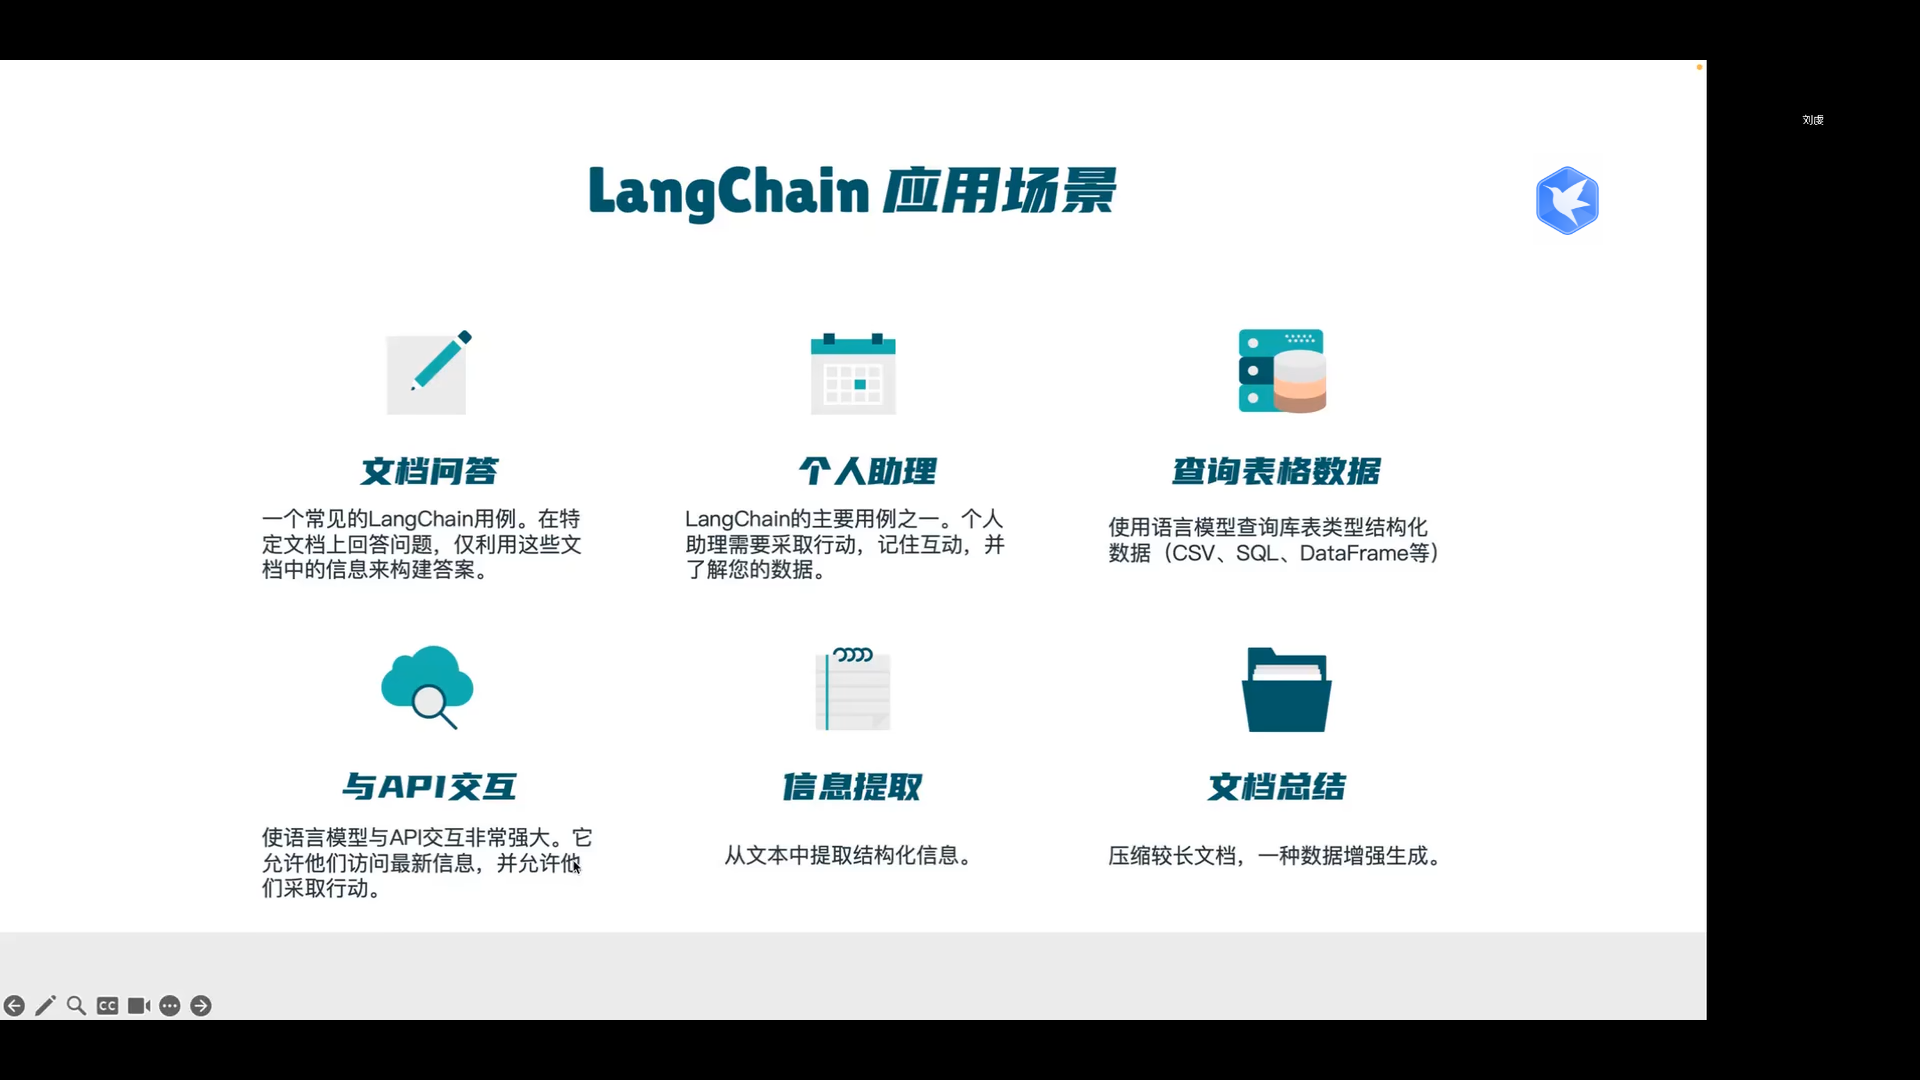 刘虔
LangChain 应用场景
文档问答
一个常见的LangChain用例。在特
定文档上回答问题，仅利用这些文
档中的信息来构建答案。
个人助理
LangChain的主要用例之一。个人
助理需要采取行动，记住互动，并
了解您的数据。
查询表格数据
使用语言模型查询库表类型结构化
数据（CSV、SQL、DataFrame等）
与API交互
使语言模型与API交互非常强大。它
允许他们访问最新信息，并允许他
们采取行动。
信息提取
从文本中提取结构化信息。
文档总结
压缩较长文档，一种数据增强生成。
CC